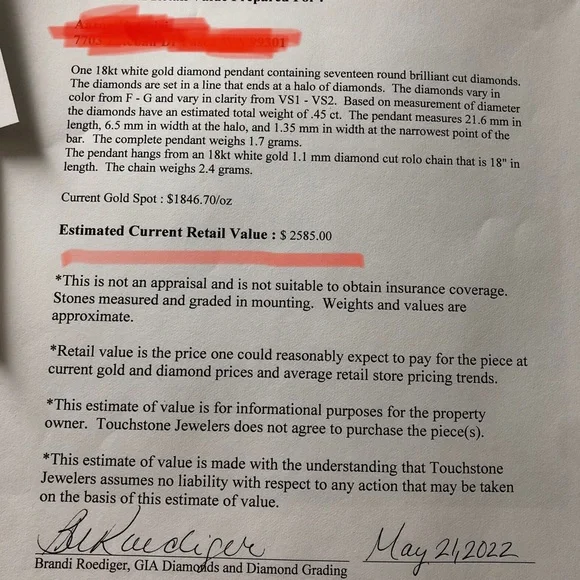 One 18kt white gold diamond pendant containing seventeen round brilliant cut diamonds.
The diamonds are set in a line that ends at a halo of diamonds. The diamonds vary in
color from F - G and vary in clarity from VS1 - VS2. Based on measurement of diameter
the diamonds have an estimated total weight of .45 ct. The pendant measures 21.6 mm in
length, 6.5 mm in width at the halo, and 1.35 mm in width at the narrowest point of the
bar. The complete pendant weighs 1.7 grams.
The pendant hangs from an 18kt white gold 1.1 mm diamond cut rolo chain that is 18" in
length. The chain weighs 2.4 grams.
Current Gold Spot : $1846.70/oz
Estimated Current Retail Value : $ 2585.00
*This is not an appraisal and is not suitable to obtain insurance coverage.
Stones measured and graded in mounting. Weights and values are
approximate.
*Retail value is the price one could reasonably expect to pay for the piece at
current gold and diamond prices and average retail store pricing trends.
*This estimate of value is for informational purposes for the property
owner. Touchstone Jewelers does not agree to purchase the piece(s).
*This estimate of value is made with the understanding that Touchstone
Jewelers assumes no liability with respect to any action that may be taken
on the basis of this estimate of value.
May 21, 2022
Brandi Roediger, GIA Diamonds and Diamond Grading